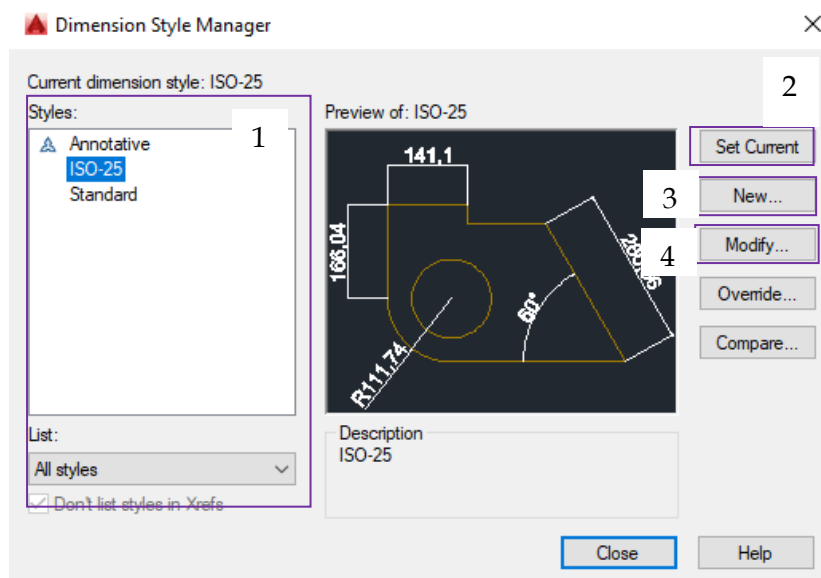 Dimension Style Manager
Current dimension style: ISO-25
Styles:
1
Annotative
ISO-25
Standard
List:
All styles
Don't list styles in Xrefs
Preview of: ISO-25
141,1
166,04
60°
R111,74
Description
ISO-25
2
Set Current
3
New...
4
Modify...
Override...
Compare...
Close
Help